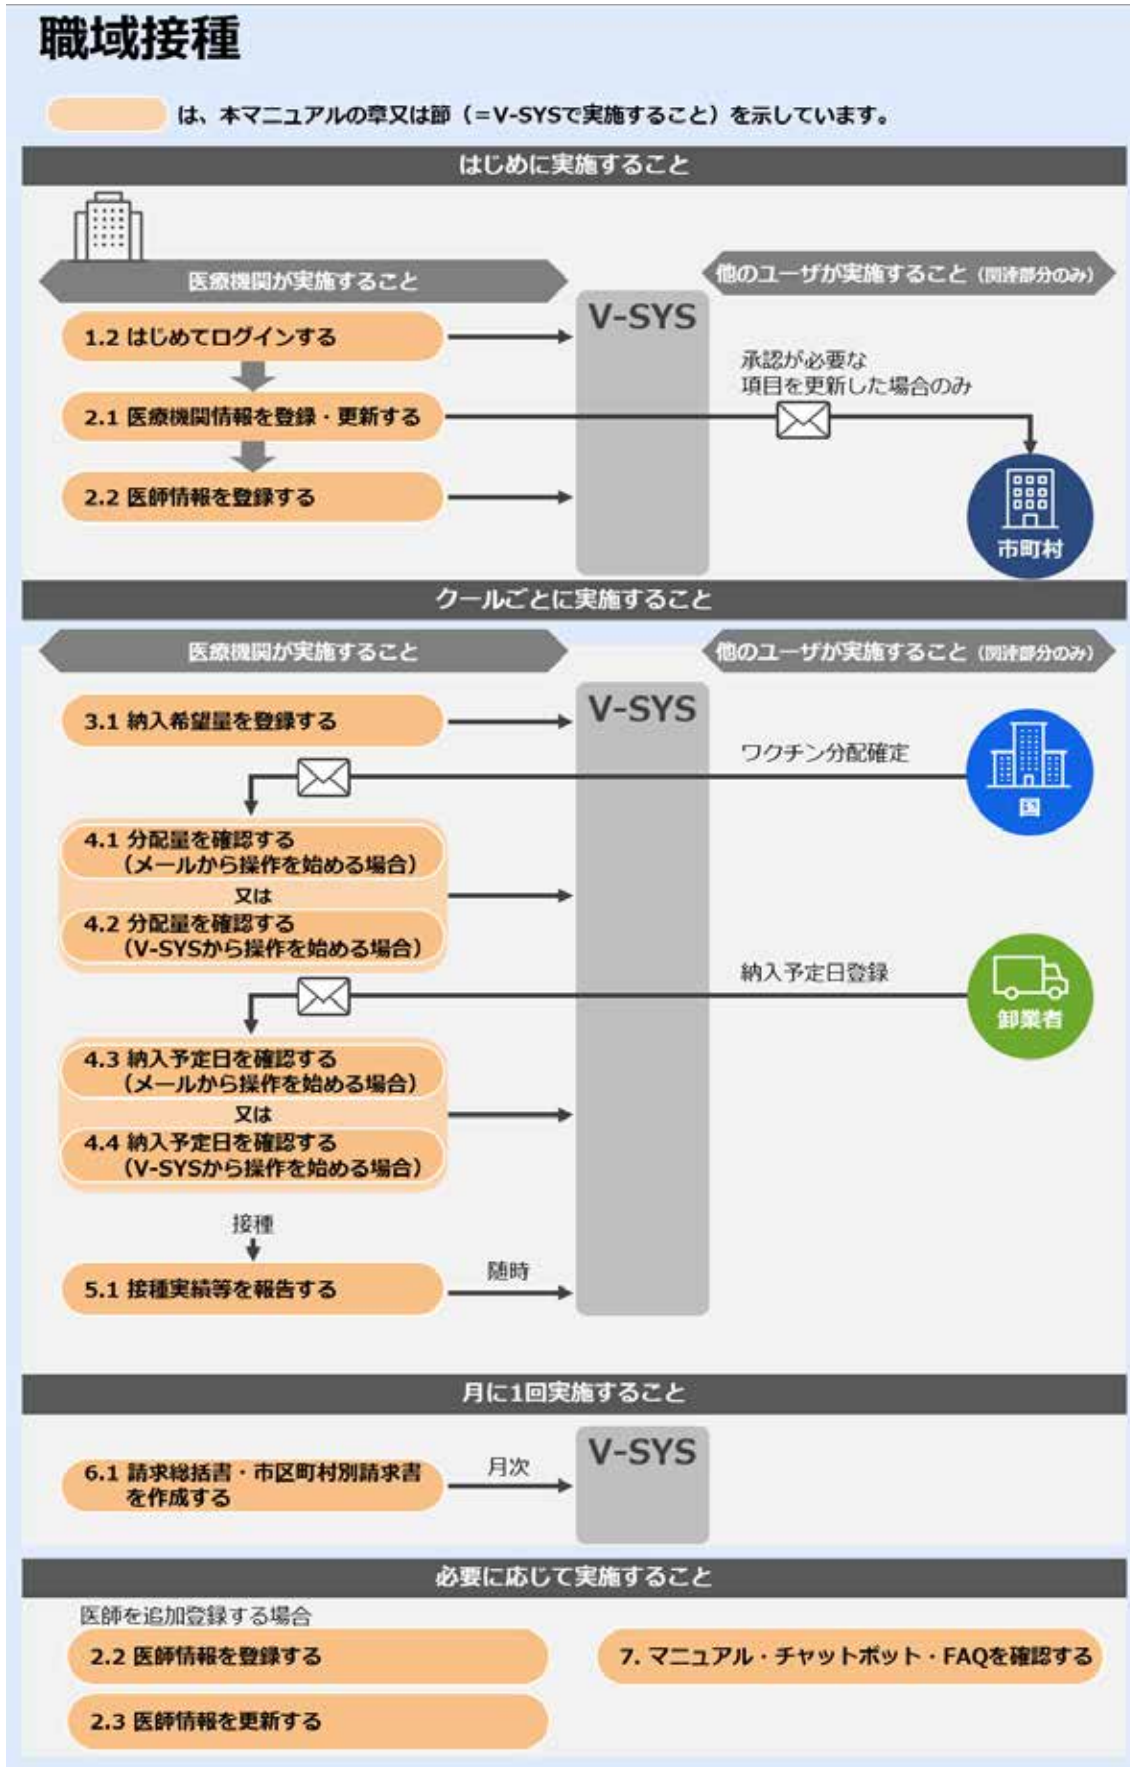 職域接種
は、本マニュアルの章又は節（＝V-SYSで実施すること）を示しています。
はじめに実施すること
医療機関が実施すること
他のユーザが実施すること（関連部分のみ）
V-SYS
1.2 はじめてログインする
承認が必要な
項目を更新した場合のみ
2.1 医療機関情報を登録・更新する
2.2 医師情報を登録する
市町村
クールごとに実施すること
医療機関が実施すること
他のユーザが実施すること（関連部分のみ）
3.1 納入希望量を登録する
V-SYS
ワクチン分配確定
国
4.1 分配量を確認する
（メールから操作を始める場合）
又は
4.2 分配量を確認する
（V-SYSから操作を始める場合）
納入予定日登録
卸業者
4.3 納入予定日を確認する
（メールから操作を始める場合）
又は
4.4 納入予定日を確認する
（V-SYSから操作を始める場合）
接種
5.1 接種実績等を報告する
随時
月に1回実施すること
V-SYS
6.1 請求総括書・市区町村別請求書
を作成する
月次
必要に応じて実施すること
医師を追加登録する場合
2.2 医師情報を登録する
7. マニュアル・チャットボット・FAQを確認する
2.3 医師情報を更新する